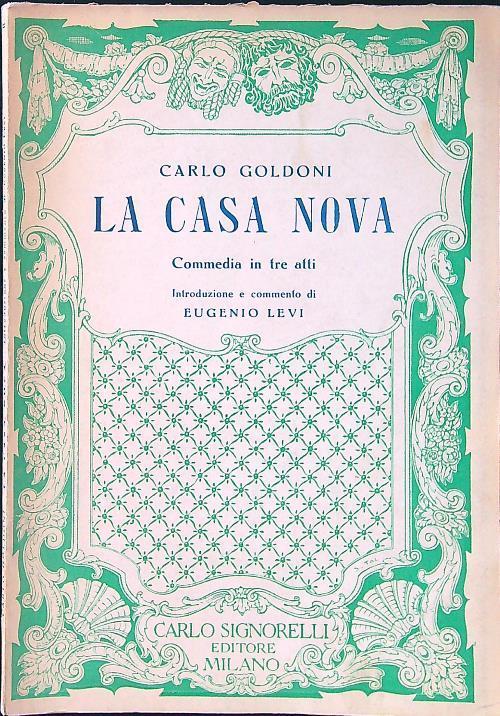 CARLO GOLDONI
LA CASA NOVA
Commedia in tre atti
Introduzione e commento di
EUGENIO LEVI
CARLO SIGNORELLI
EDITORE
MILANO